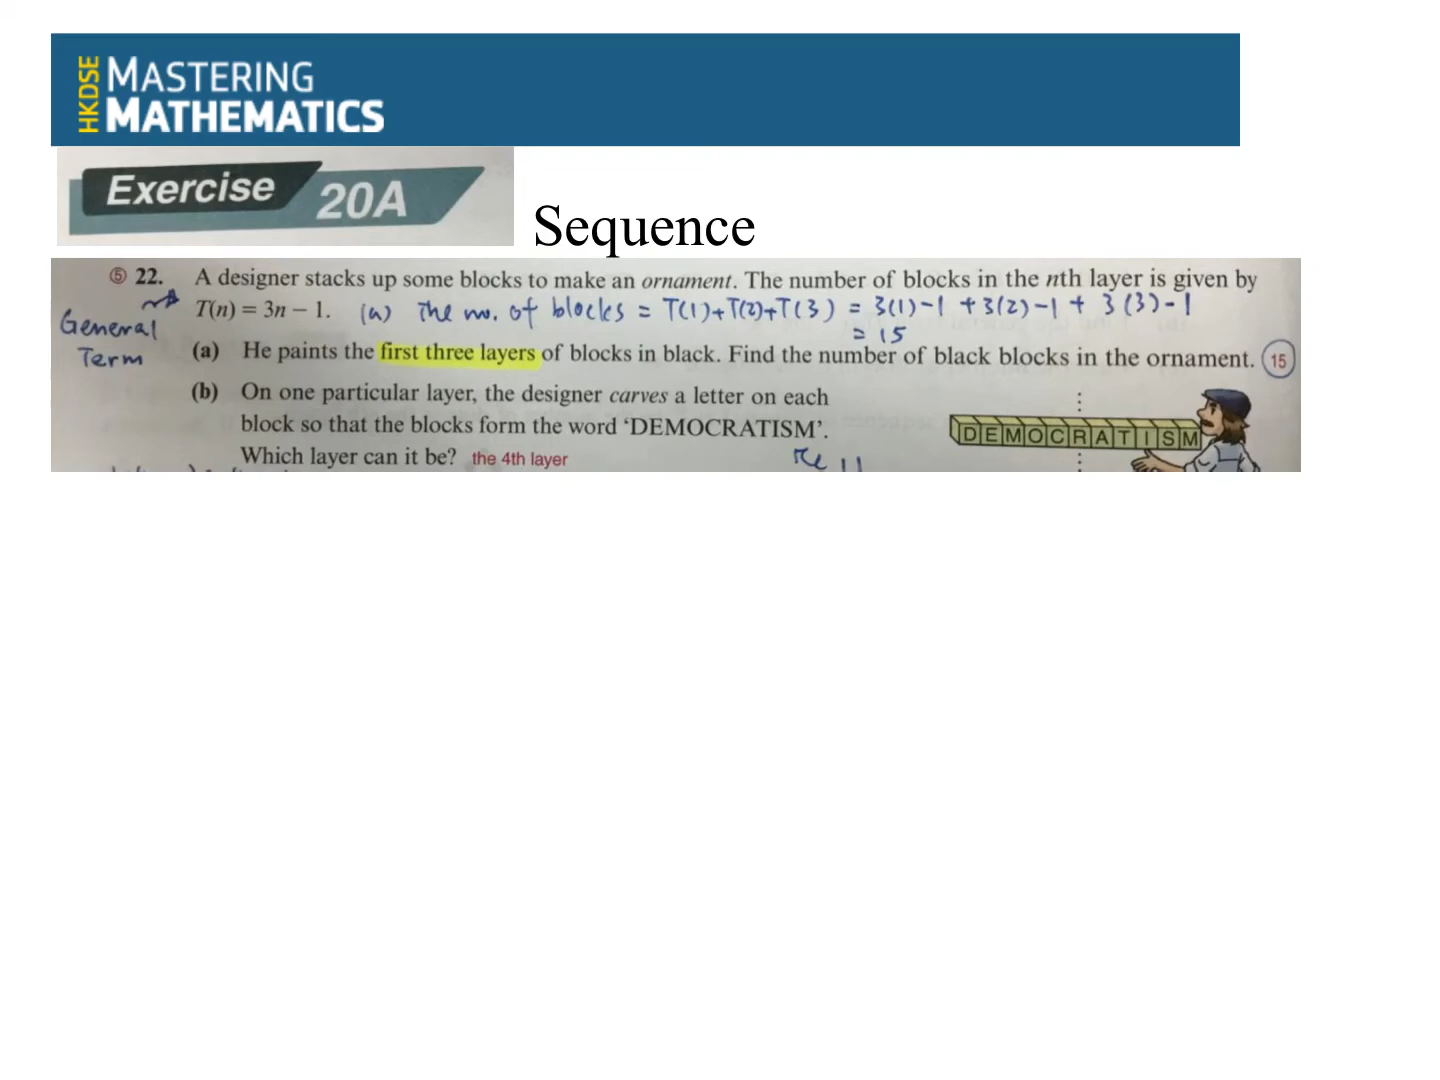 HKDSE
MASTERING
MATHEMATICS
Exercise 20A
Sequence
⑤ 22. A designer stacks up some blocks to make an ornament. The number of blocks in the nth layer is given by
T(n) = 3n − 1. (a) The no. of blocks = T(1)+T(2)+T(3) = 3(1)-1 +3(2)-1 + 3(3)-1
= 15
General
Term
(a) He paints the first three layers of blocks in black. Find the number of black blocks in the ornament. 15
(b) On one particular layer, the designer carves a letter on each
block so that the blocks form the word ‘DEMOCRATISM’.
Which layer can it be? the 4th layer
DEMOCRATISM